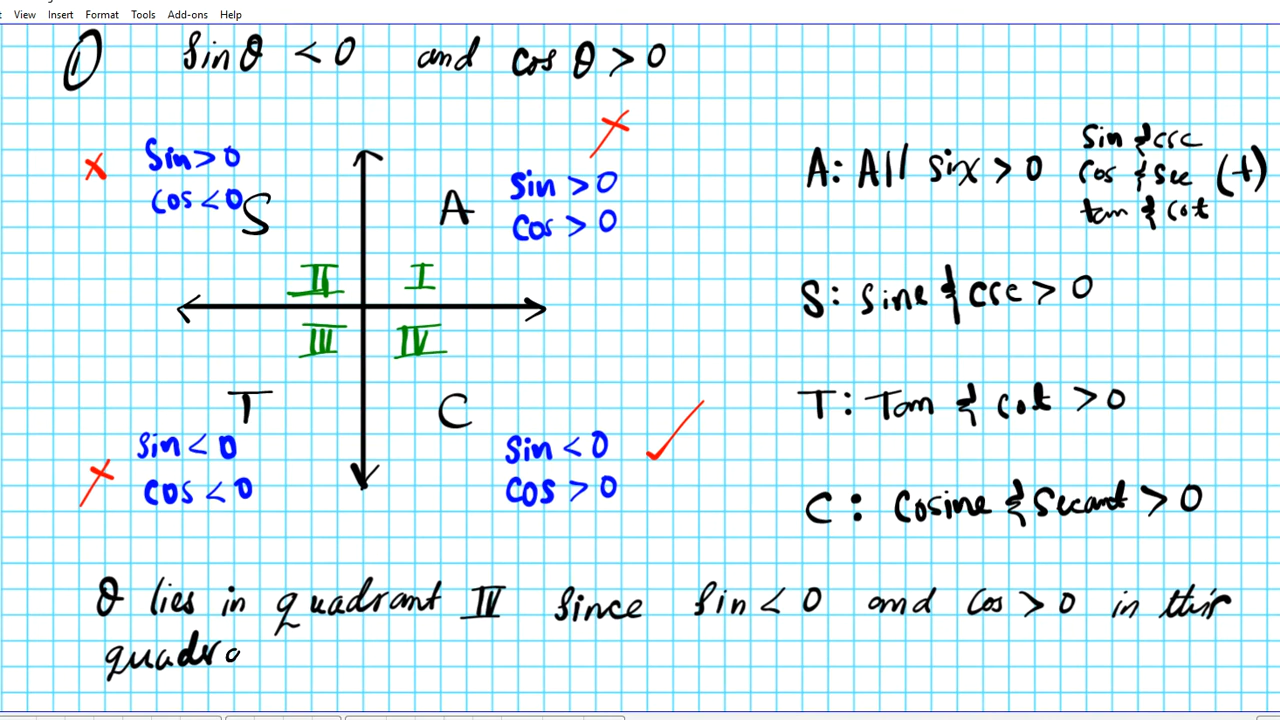 View Insert Format Tools Add-ons Help
① sinθ < 0 and cos θ > 0
sin > 0
cos < 0
S
A
sin > 0
cos > 0
II
I
III
IV
T
sin < 0
cos < 0
C
sin < 0
cos > 0
A: All six > 0
sin & csc
cos & sec (+)
tan & cot
S: sine & csc > 0
T: Tan & cot > 0
C: Cosine & Secant > 0
θ lies in quadrant IV since sin < 0 and cos > 0 in this
quadra